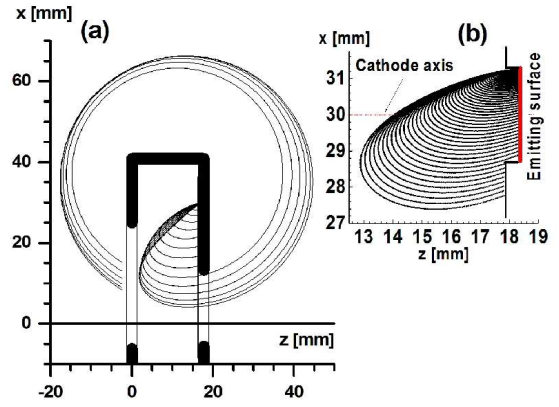 x [mm]
(a)
60
40
20
0
-20
0
20
40
z [mm]
(b)
x [mm]
Cathode axis
31
30
29
28
27
13
14
15
16
17
18
19
z [mm]
Emitting surface